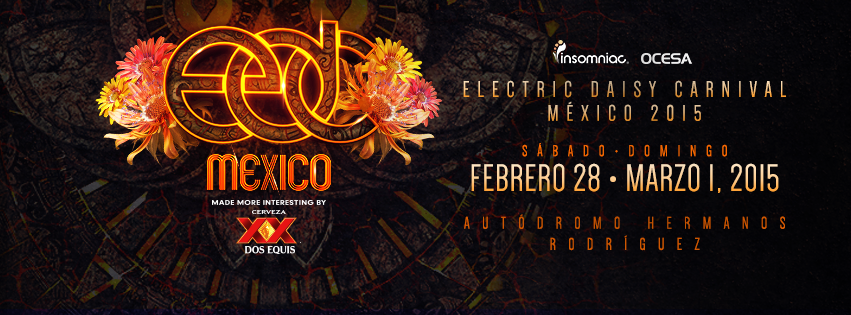 edc
MEXICO
MADE MORE INTERESTING BY
CERVEZA
XX
DOS EQUIS
insomniac. OCESA
ELECTRIC DAISY CARNIVAL
MÉXICO 2015
SÁBADO · DOMINGO
FEBRERO 28 · MARZO 1, 2015
AUTÓDROMO HERMANOS
RODRÍGUEZ